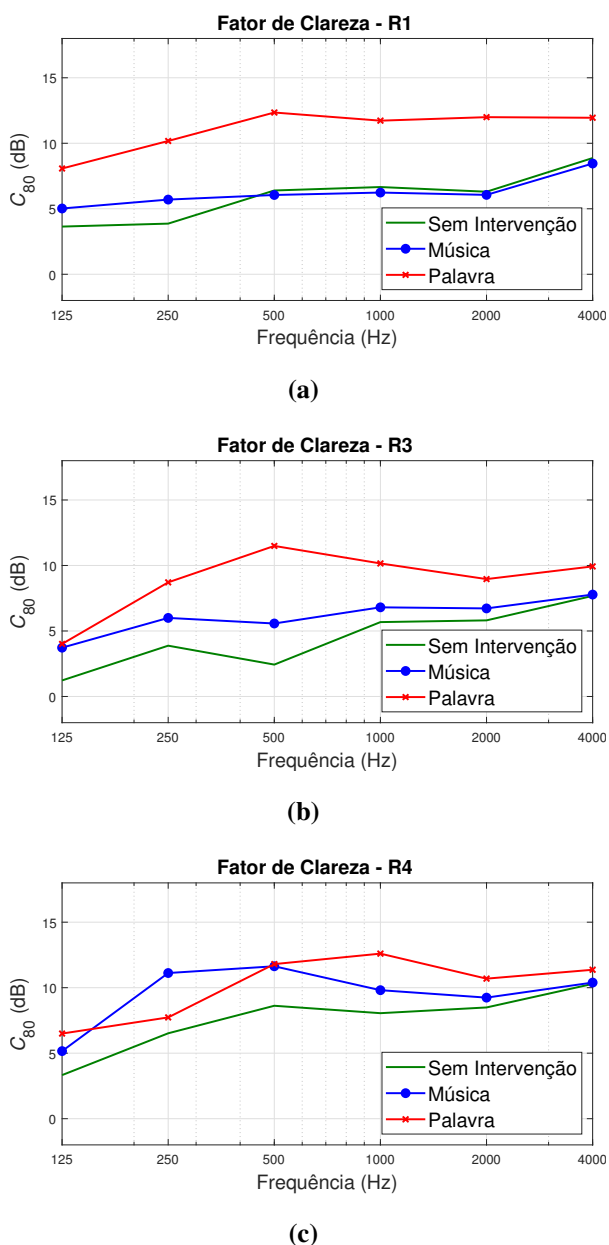 Fator de Clareza - R1
15
10
5
0
C80 (dB)
Sem Intervenção
Música
Palavra
125 250 500 1000 2000 4000
Frequência (Hz)
(a)
Fator de Clareza - R3
15
10
5
0
C80 (dB)
Sem Intervenção
Música
Palavra
125 250 500 1000 2000 4000
Frequência (Hz)
(b)
Fator de Clareza - R4
15
10
5
0
C80 (dB)
Sem Intervenção
Música
Palavra
125 250 500 1000 2000 4000
Frequência (Hz)
(c)